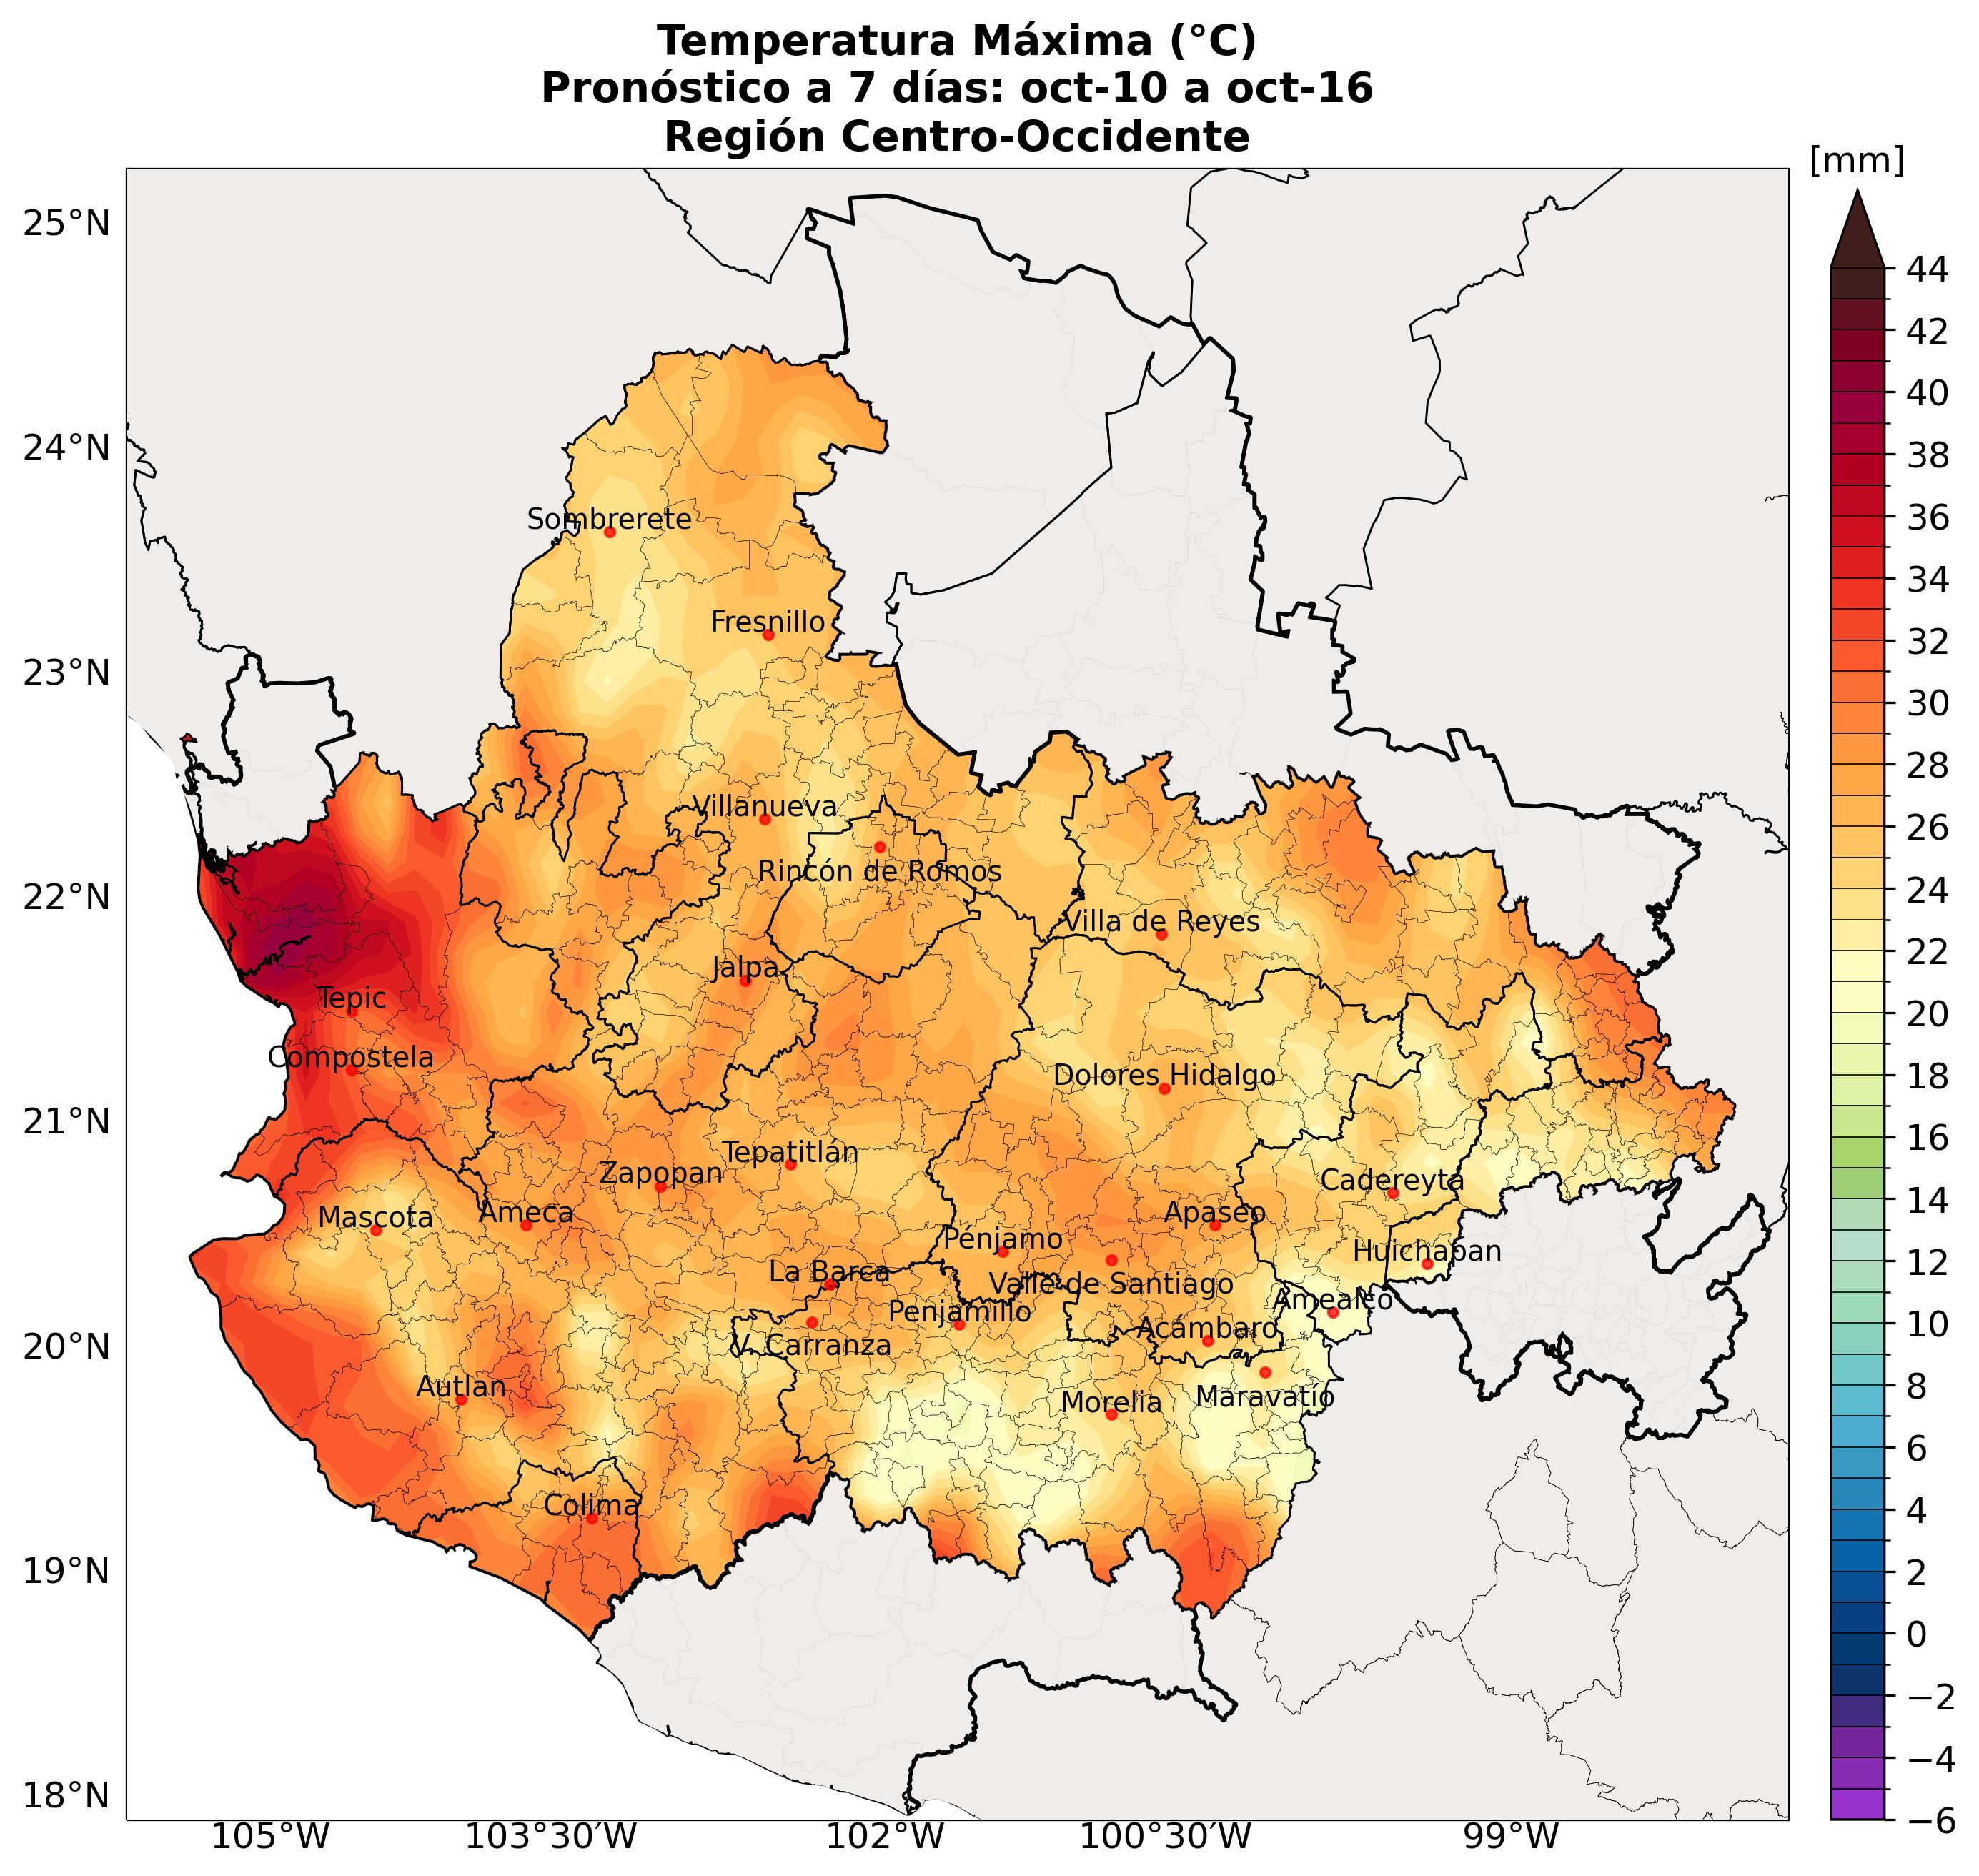 Temperatura Máxima (°C)
Pronóstico a 7 días: oct-10 a oct-16
Región Centro-Occidente
[mm]
25°N
24°N
23°N
22°N
21°N
20°N
19°N
18°N
105°W
103°30′W
102°W
100°30′W
99°W
Sombrerete
Fresnillo
Villanueva
Rincón de Romos
Villa de Reyes
Jalpa
Tepic
Compostela
Dolores Hidalgo
Tepatitlán
Zapopan
Cadereyta
Mascota
Ameca
Apaseo
Pénjamo
Huichapan
La Barca
Valle de Santiago
Amealco
Penjamillo
Acámbaro
V. Carranza
Autlan
Morelia
Maravatío
Colima
44
42
40
38
36
34
32
30
28
26
24
22
20
18
16
14
12
10
8
6
4
2
0
−2
−4
−6